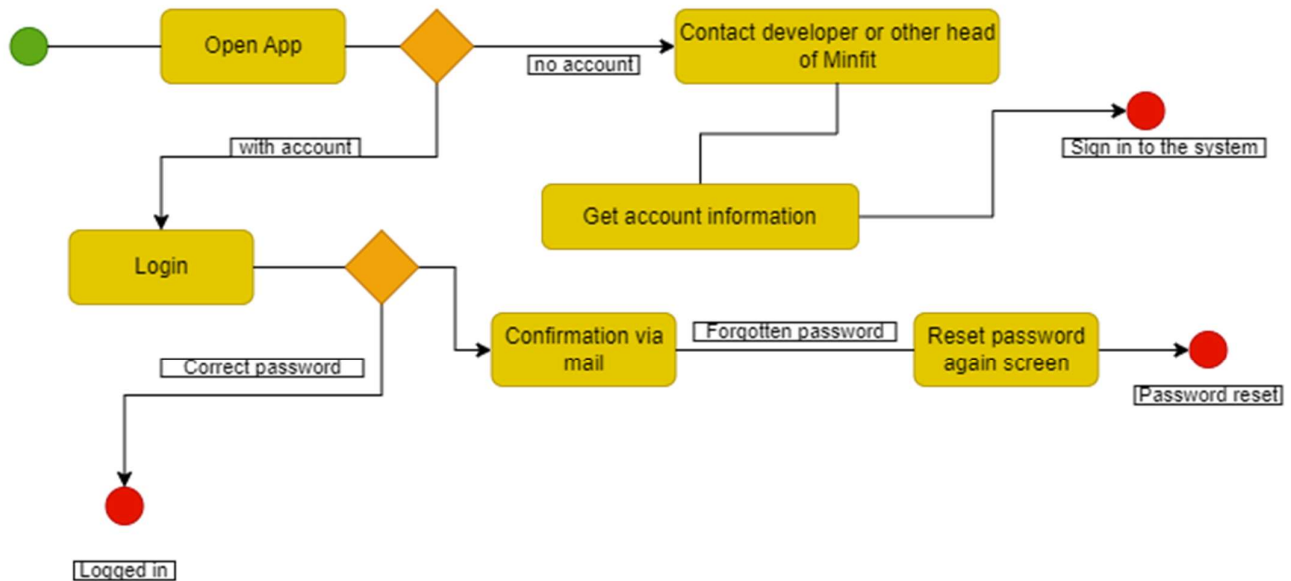 Open App
Contact developer or other head
of Minfit
no account
with account
Sign in to the system
Get account information
Login
Confirmation via
mail
Forgotten password
Reset password
again screen
Correct password
Password reset
Logged in